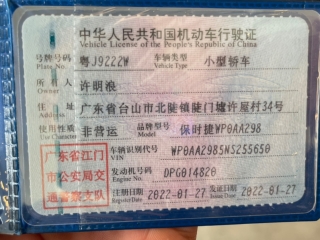 中华人民共和国机动车行驶证
Vehicle License of the People's Republic of China
号牌号码 粤J9222W 车辆类型 小型轿车
Plate No. Vehicle Type
所有人 许明浪
Owner
住址 广东省台山市北陡镇陡门墟许屋村34号
Address
使用性质 非营运 品牌型号 保时捷WP0AA298
Model
广东省江门
市公安局交
通警察支队
车辆识别代号 WP0AA2985NS255650
VIN
发动机号码 DPG014820
Engine No.
注册日期 2022-01-27 发证日期 2022-01-27
Register Date Issue Date